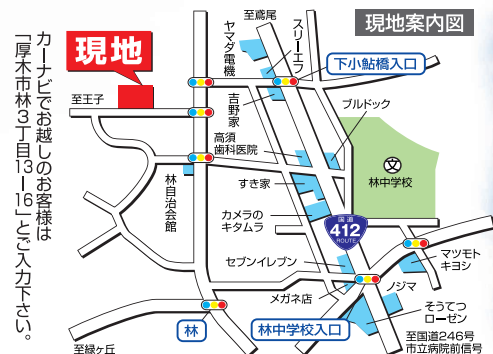 現地案内図
カーナビでお越しのお客様は
「厚木市林3丁目13ー16」とご入力下さい。
現地
至鳶尾
ヤマダ電機
スリーエフ
下小鮎橋入口
吉野家
ブルドック
至王子
高須
歯科医院
林中学校
文
林自治会館
すき家
カメラの
キタムラ
国道
412
ROUTE
セブンイレブン
マツモト
キヨシ
メガネ店
ノジマ
そうてつ
ローゼン
林
林中学校入口
至緑ヶ丘
至国道246号
市立病院前信号